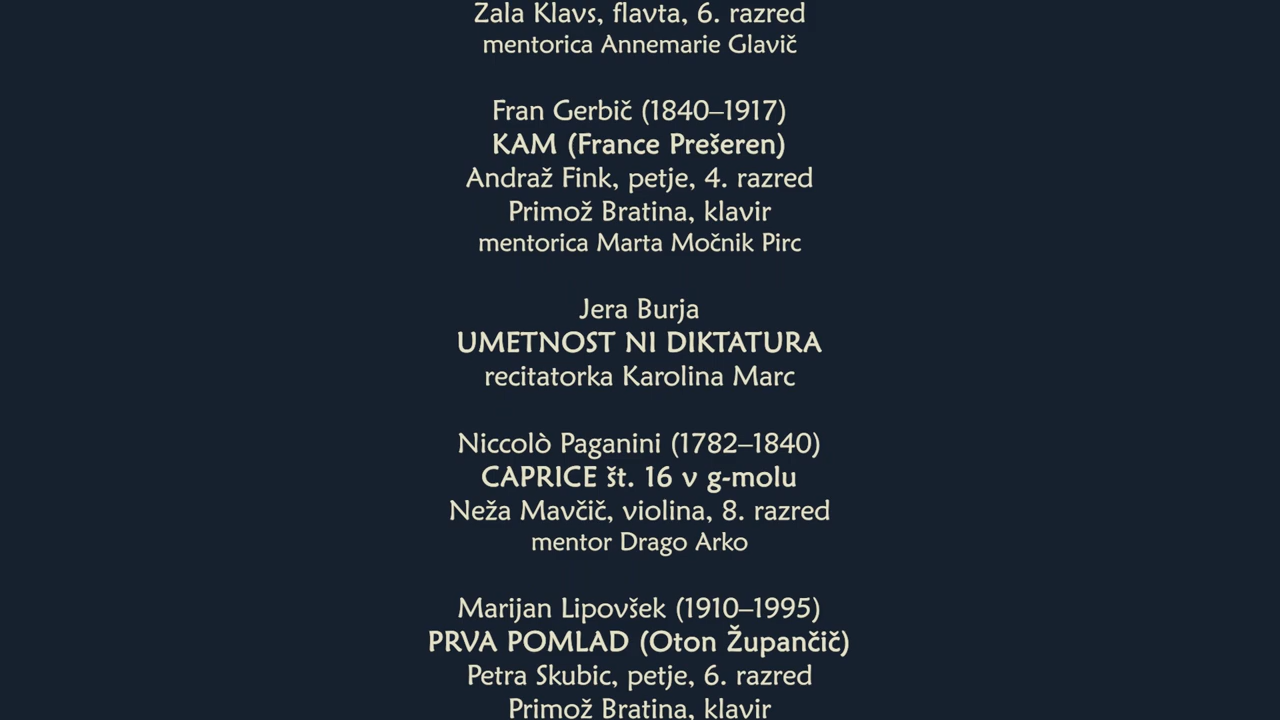 Zala Klavs, flavta, 6. razred
mentorica Annemarie Glavič
Fran Gerbič (1840–1917)
KAM (France Prešeren)
Andraž Fink, petje, 4. razred
Primož Bratina, klavir
mentorica Marta Močnik Pirc
Jera Burja
UMETNOST NI DIKTATURA
recitatorka Karolina Marc
Niccolò Paganini (1782–1840)
CAPRICE št. 16 v g-molu
Neža Mavčič, violina, 8. razred
mentor Drago Arko
Marijan Lipovšek (1910–1995)
PRVA POMLAD (Oton Župančič)
Petra Skubic, petje, 6. razred
Primož Bratina, klavir